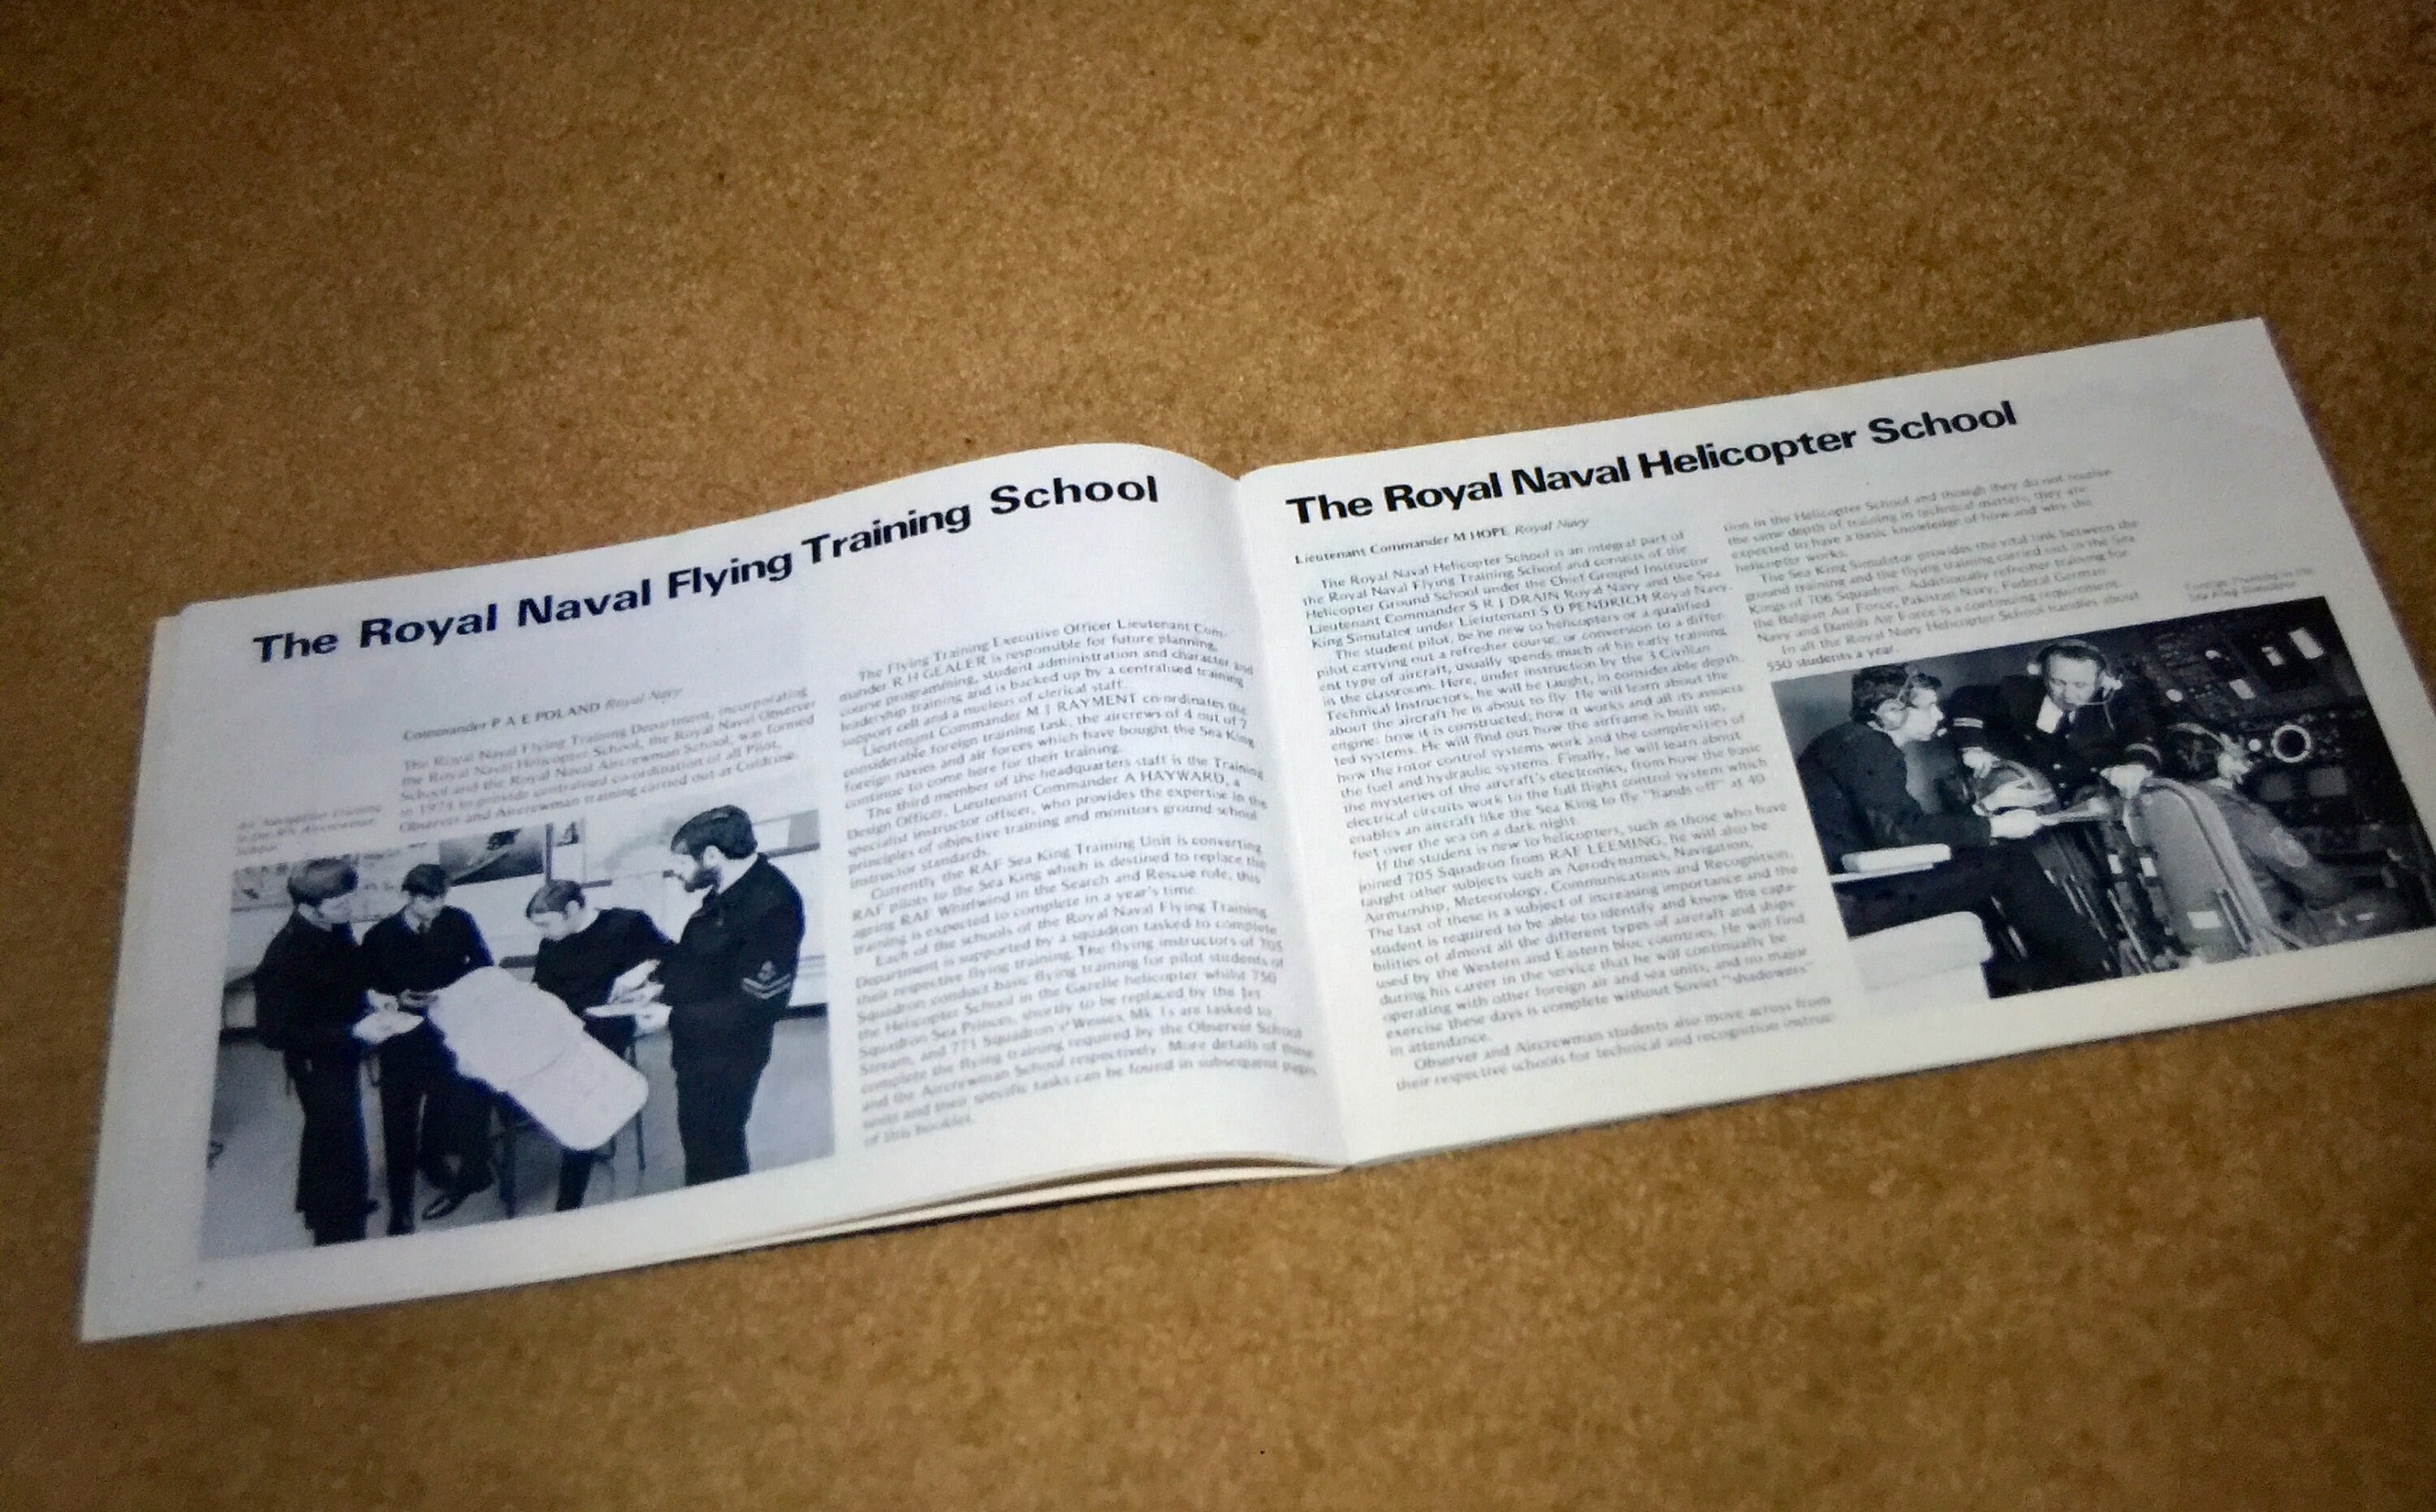 The Royal Naval Flying Training School
Commander P A E POLAND Royal Navy
The Royal Naval Flying Training Department, incorporating
the Royal Naval Helicopter School, the Royal Naval Observer
School and the Royal Naval Aircrewman School, was formed
in 1974 to provide centralised co-ordination of all Pilot,
Observer and Aircrewman training carried out at Culdrose.
Air Navigation
in the RN Aircrewman
School
The Flying Training Executive Officer Lieutenant Com-
mander R H GEALER is responsible for future planning,
course programming, student administration and character and
leadership training and is backed up by a centralised training
support cell and a nucleus of clerical staff.
Lieutenant Commander M J RAYMENT co-ordinates the
considerable foreign training task, the aircrews of 4 out of 7
foreign navies and air forces which have bought the Sea King
continue to come here for their training.
The third member of the headquarters staff is the Training
Design Officer, Lieutenant Commander A HAYWARD, a
specialist instructor officer, who provides the expertise in the
principles of objective training and monitors ground school
instructor standards.
Currently the RAF Sea King Training Unit is converting
RAF pilots to the Sea King which is destined to replace the
ageing RAF Whirlwind in the Search and Rescue role, this
training is expected to complete in a year's time.
Each of the schools of the Royal Naval Flying Training
Department is supported by a squadron tasked to complete
their respective flying training. The flying instructors of 705
Squadron conduct basic flying training for pilot students of
the Helicopter School in the Gazelle helicopter whilst 750
Squadron Sea Princes, shortly to be replaced by the Jet
Stream, and 771 Squadron's Wessex Mk 1s are tasked to
complete the flying training required by the Observer School
and the Aircrewman School respectively. More details of these
units and their specific tasks can be found in subsequent pages
of this booklet.
The Royal Naval Helicopter School
Lieutenant Commander M HOPE Royal Navy
The Royal Naval Helicopter School is an integral part of
the Royal Naval Flying Training School and consists of the
Helicopter Ground School under the Chief Ground Instructor
Lieutenant Commander S R J DRAIN Royal Navy and the Sea
King Simulator under Lieutenant S D PENDRICH Royal Navy.
The student pilot, be he new to helicopters or a qualified
pilot carrying out a refresher course, or conversion to a differ-
ent type of aircraft, usually spends much of his early training
in the classroom. Here, under instruction by the 3 Civilian
Technical Instructors, he will be taught, in considerable depth,
about the aircraft he is about to fly. He will learn about the
engine: how it is constructed; how it works and all its associa-
ted systems. He will find out how the airframe is built up,
how the rotor control systems work and the complexities of
the fuel and hydraulic systems. Finally, he will learn about
the mysteries of the aircraft's electronics, from how the basic
electrical circuits work to the full flight control system which
enables an aircraft like the Sea King to fly "hands off" at 40
feet over the sea on a dark night.
If the student is new to helicopters, such as those who have
joined 705 Squadron from RAF LEEMING, he will also be
taught other subjects such as Aerodynamics, Navigation,
Airmanship, Meteorology, Communications and Recognition.
The last of these is a subject of increasing importance and the
student is required to be able to identify and know the capa-
bilities of almost all the different types of aircraft and ships
used by the Western and Eastern bloc countries. He will find
during his career in the service that he will continually be
operating with other foreign air and sea units, and no major
exercise these days is complete without Soviet "shadowers"
in attendance.
Observer and Aircrewman students also move across from
their respective schools for technical and recognition instruc-
tion in the Helicopter School and though they do not receive
the same depth of training in technical matters, they are
expected to have a basic knowledge of how and why the
helicopter works.
The Sea King Simulator provides the vital link between the
ground training and the flying training carried out in the Sea
Kings of 706 Squadron. Additionally refresher training for
the Belgian Air Force, Pakistan Navy, Federal German
Navy and Danish Air Force is a continuing requirement.
In all the Royal Navy Helicopter School handles about
550 students a year.
Foreign Training in the
Sea King Simulator